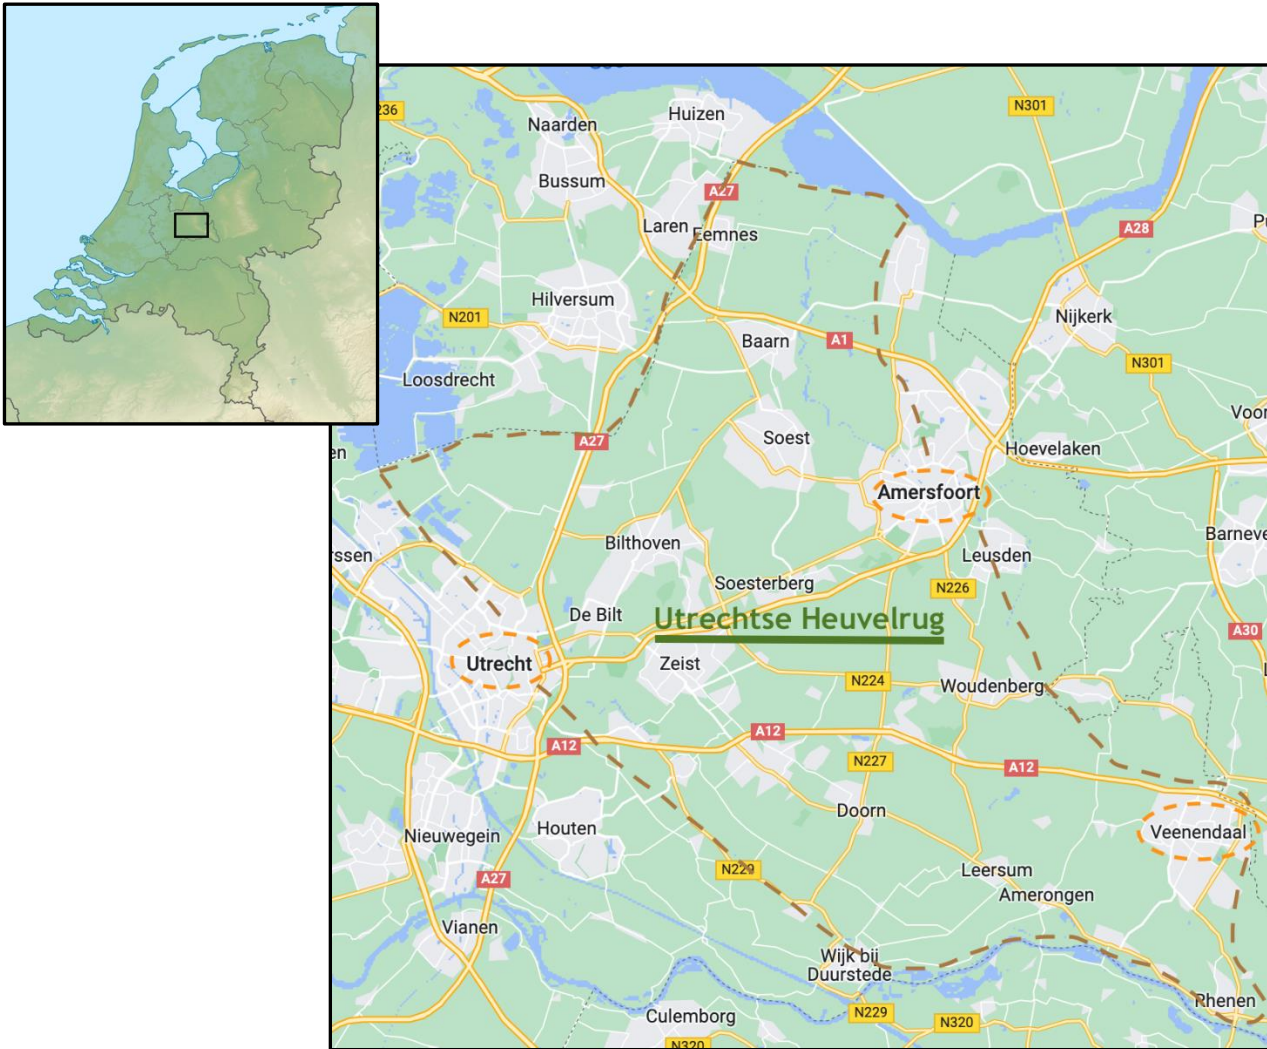 236
Naarden
Huizen
N301
Bussum
A27
Laren
Eemnes
A28
Hilversum
N201
Baarn
A1
Nijkerk
N301
Loosdrecht
Soest
A27
Hoevelaken
Amersfoort
Bilthoven
Leusden
Barneve
ssen
Soesterberg
N226
De Bilt
Utrechtse Heuvelrug
A30
Utrecht
Zeist
N224
Woudenberg
A12
A12
N227
A12
Doorn
Nieuwegein
Houten
Veenendaal
N229
Leersum
A27
Amerongen
Vianen
Wijk bij
Duurstede
Rhenen
Culemborg
N229
N320
N320